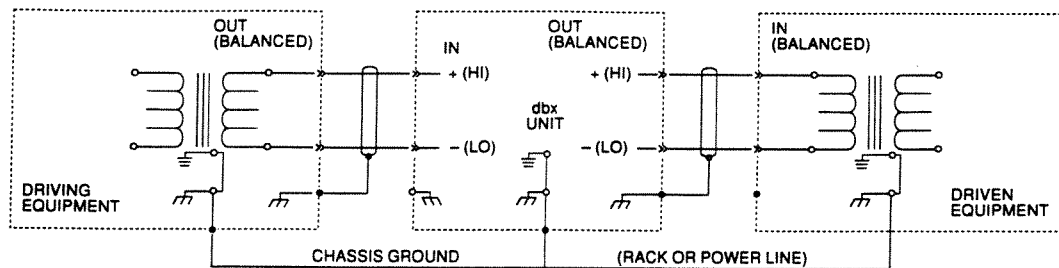 OUT
(BALANCED)
IN
+ (HI)
– (LO)
DRIVING
EQUIPMENT
OUT
(BALANCED)
+ (HI)
dbx
UNIT
– (LO)
IN
(BALANCED)
DRIVEN
EQUIPMENT
CHASSIS GROUND
(RACK OR POWER LINE)